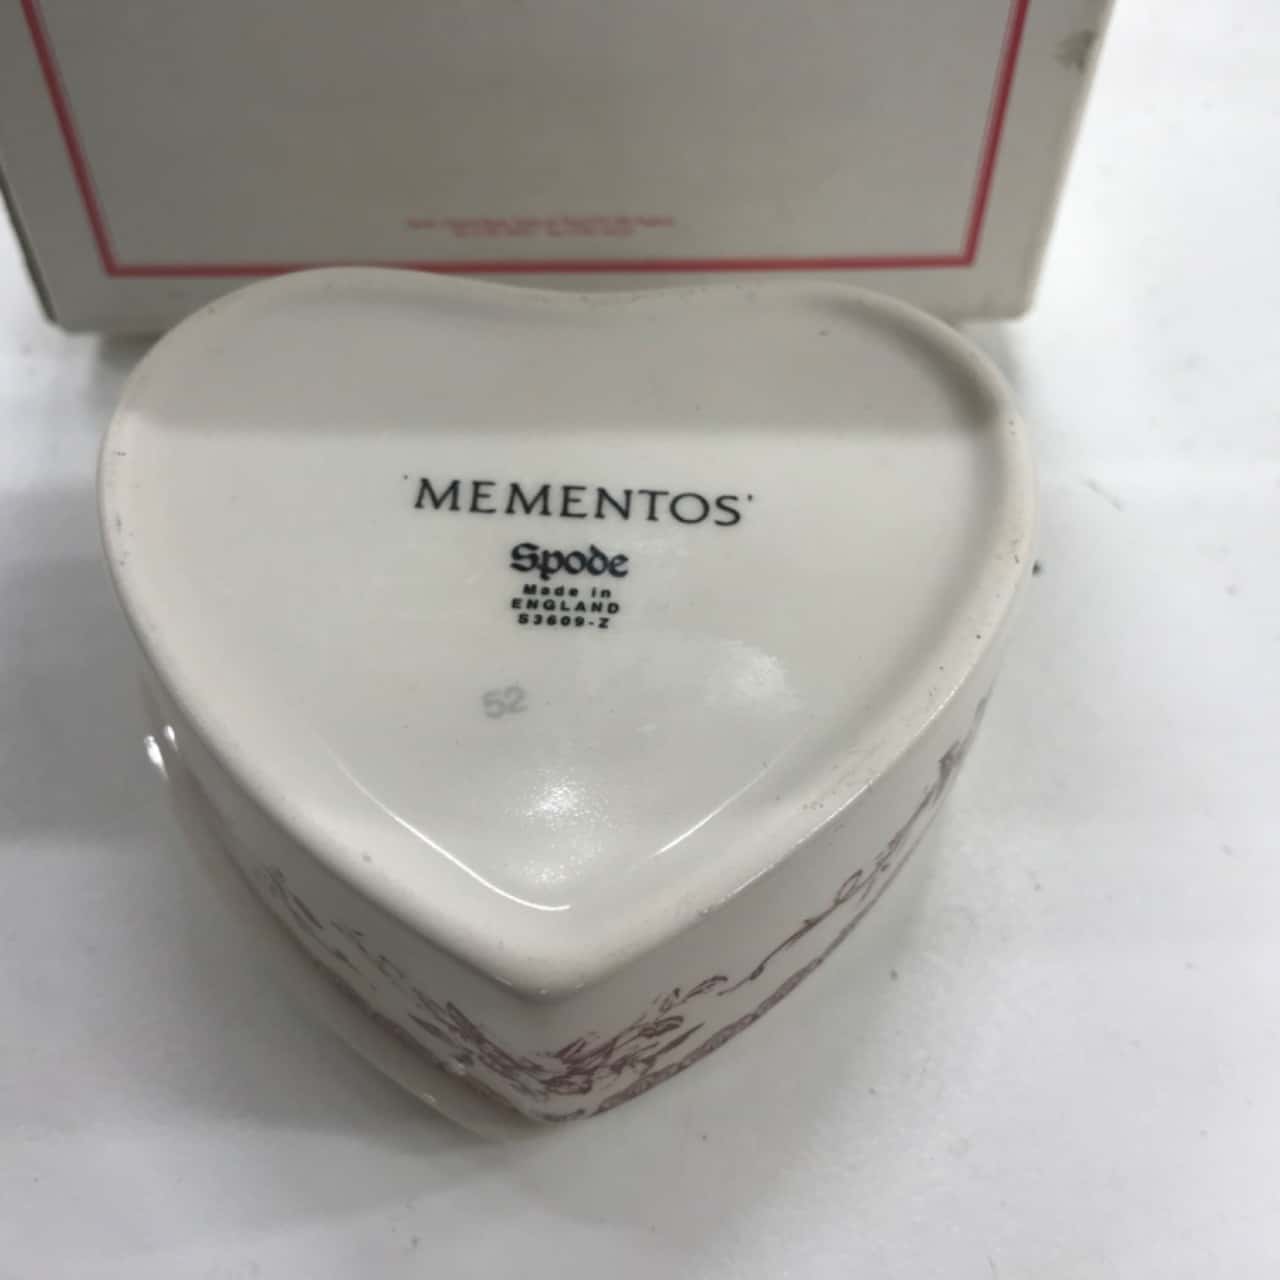 'MEMENTOS'
Spode
Made in
ENGLAND
S3609-Z
52